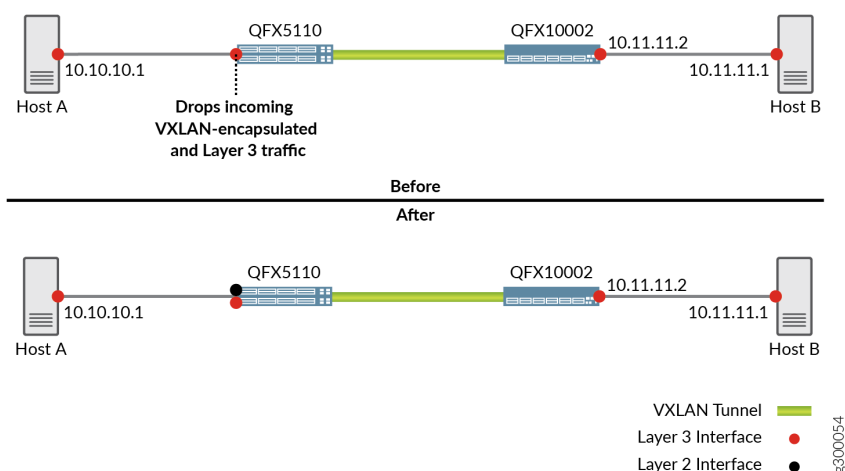 QFX5110
QFX10002
10.11.11.2
10.10.10.1
10.11.11.1
Host A
Host B
Drops incoming
VXLAN-encapsulated
and Layer 3 traffic
Before
After
QFX5110
QFX10002
10.11.11.2
10.10.10.1
10.11.11.1
Host A
Host B
VXLAN Tunnel
Layer 3 Interface
Layer 2 Interface
g300054